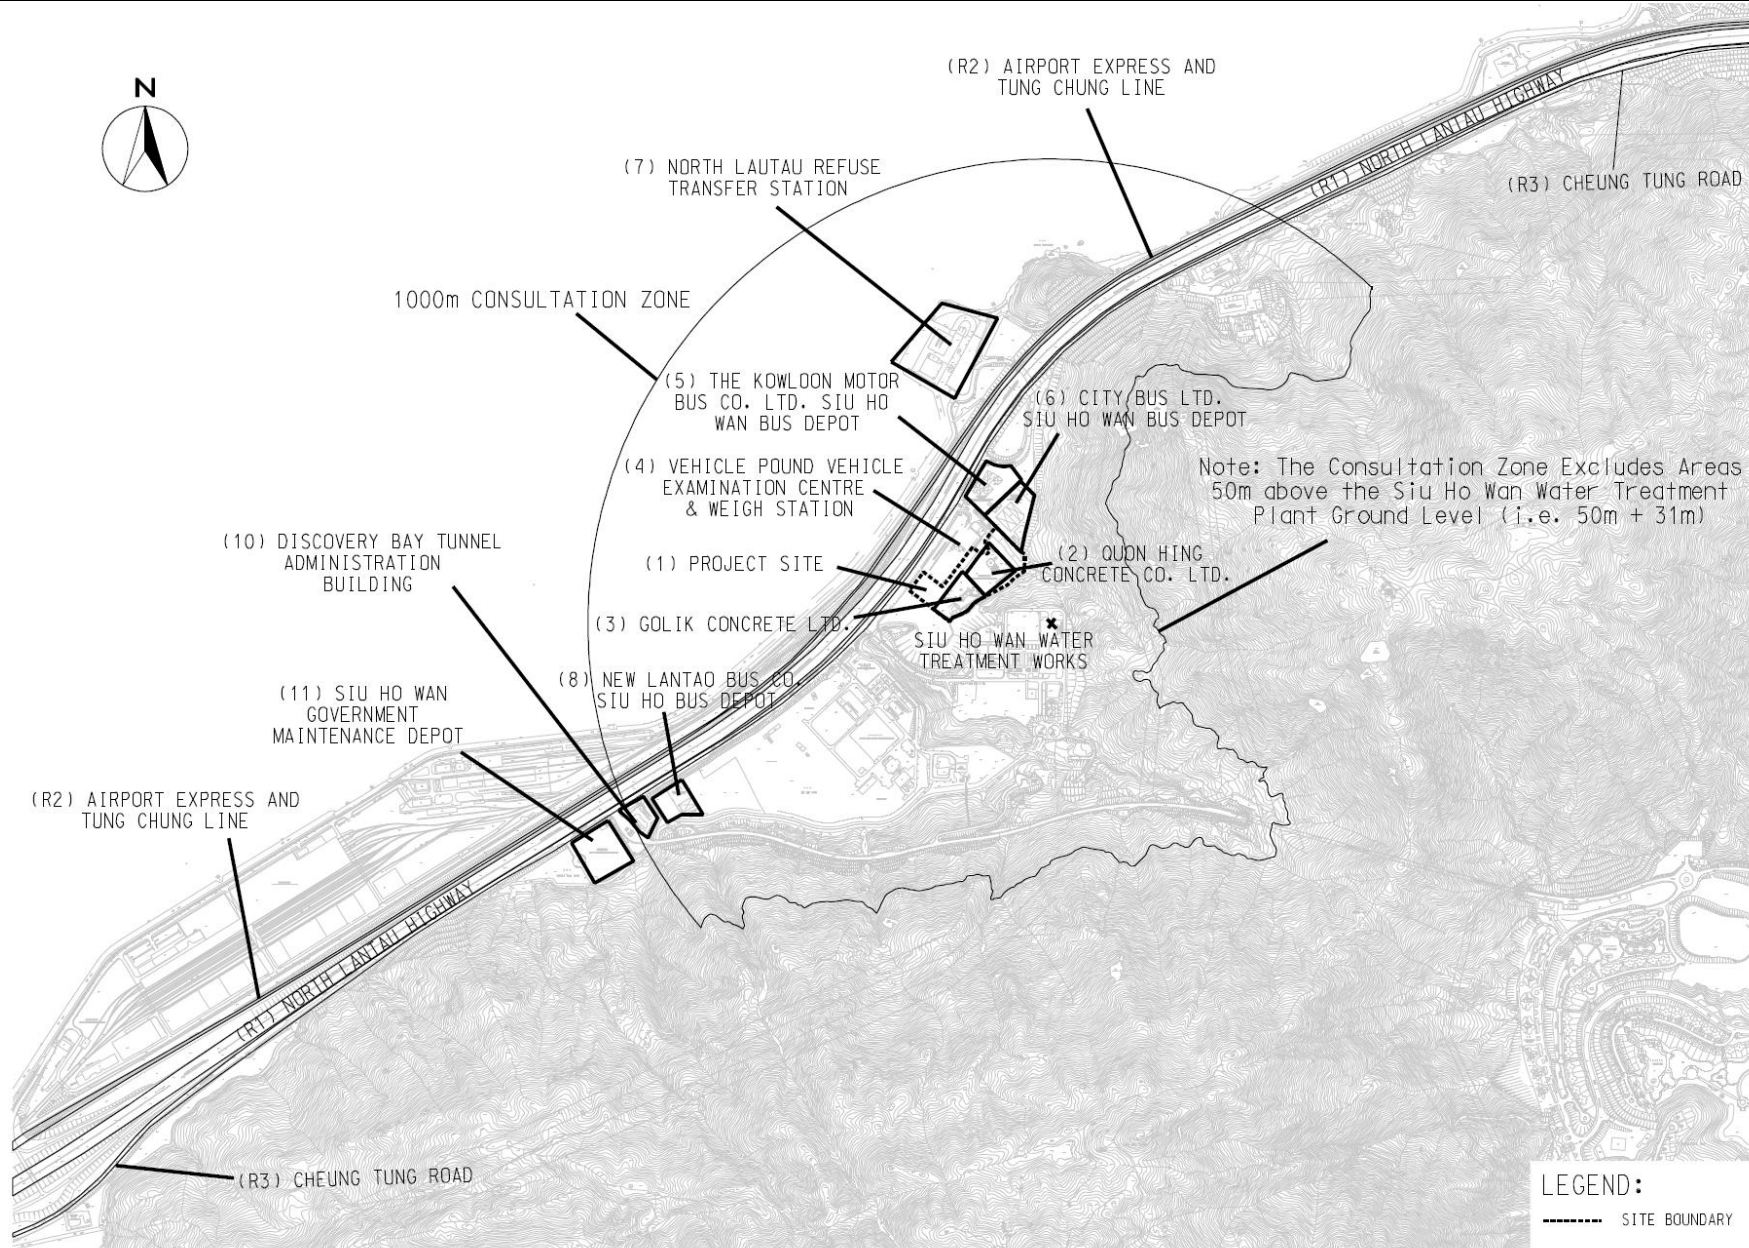 N
(R2) AIRPORT EXPRESS AND
TUNG CHUNG LINE
(R1) NORTH LANTAU HIGHWAY
(R3) CHEUNG TUNG ROAD
(7) NORTH LAUTAU REFUSE
TRANSFER STATION
1000m CONSULTATION ZONE
(5) THE KOWLOON MOTOR
BUS CO. LTD. SIU HO
WAN BUS DEPOT
(6) CITY BUS LTD.
SIU HO WAN BUS DEPOT
(4) VEHICLE POUND VEHICLE
EXAMINATION CENTRE
& WEIGH STATION
Note: The Consultation Zone Excludes Areas
50m above the Siu Ho Wan Water Treatment
Plant Ground Level (i.e. 50m + 31m)
(10) DISCOVERY BAY TUNNEL
ADMINISTRATION
BUILDING
(1) PROJECT SITE
(2) QUON HING
CONCRETE CO. LTD.
(3) GOLIK CONCRETE LTD.
SIU HO WAN WATER
TREATMENT WORKS
(8) NEW LANTAO BUS CO.
SIU HO BUS DEPOT
(11) SIU HO WAN
GOVERNMENT
MAINTENANCE DEPOT
(R2) AIRPORT EXPRESS AND
TUNG CHUNG LINE
(R1) NORTH LANTAU HIGHWAY
(R3) CHEUNG TUNG ROAD
LEGEND:
SITE BOUNDARY